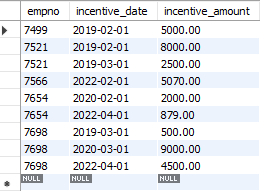 empno incentive_date incentive_amount
7499 2019-02-01 5000.00
7521 2019-02-01 8000.00
7521 2019-03-01 2500.00
7566 2022-02-01 5070.00
7654 2020-02-01 2000.00
7654 2022-04-01 879.00
7698 2019-03-01 500.00
7698 2020-03-01 9000.00
7698 2022-04-01 4500.00
NULL NULL NULL